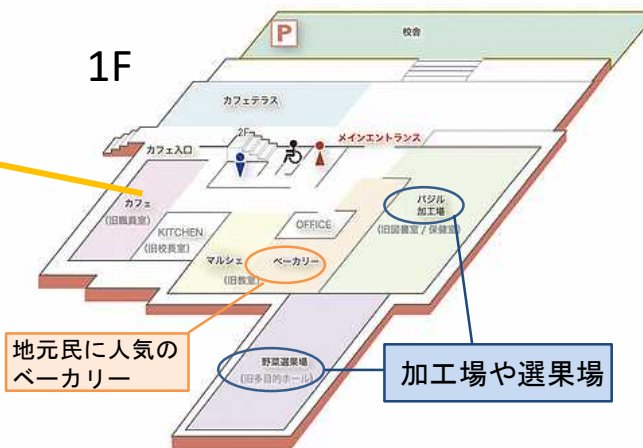 P
校舎
1F
カフェテラス
2F
メインエントランス
カフェ入口
カフェ
(旧職員室)
バジル
加工場
(旧図書室 / 保健室)
KITCHEN
(旧校長室)
OFFICE
マルシェ
ベーカリー
(旧教室)
地元民に人気の
ベーカリー
野菜選果場
(旧多目的ホール)
加工場や選果場